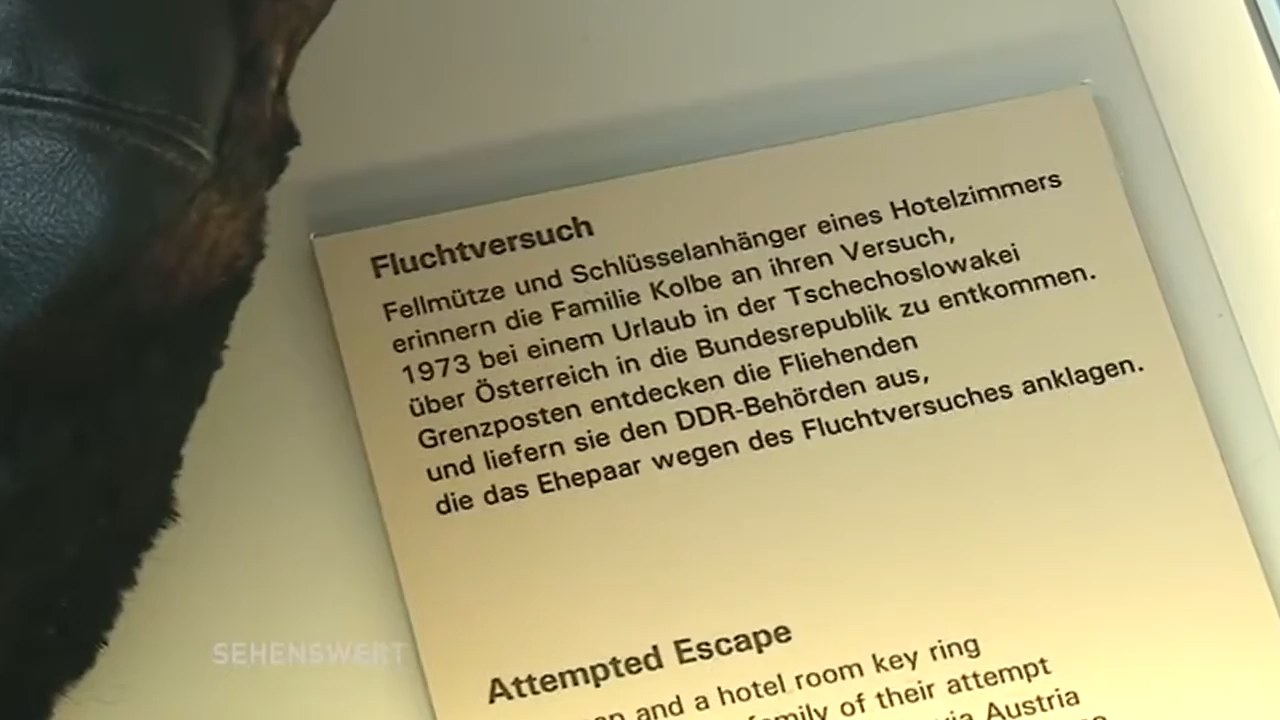 Fluchtversuch
Fellmütze und Schlüsselanhänger eines Hotelzimmers
erinnern die Familie Kolbe an ihren Versuch,
1973 bei einem Urlaub in der Tschechoslowakei
über Österreich in die Bundesrepublik zu entkommen.
Grenzposten entdecken die Fliehenden
und liefern sie den DDR-Behörden aus,
die das Ehepaar wegen des Fluchtversuches anklagen.
Attempted Escape
and a hotel room key ring
family of their attempt
via Austria
SEHENSWERT